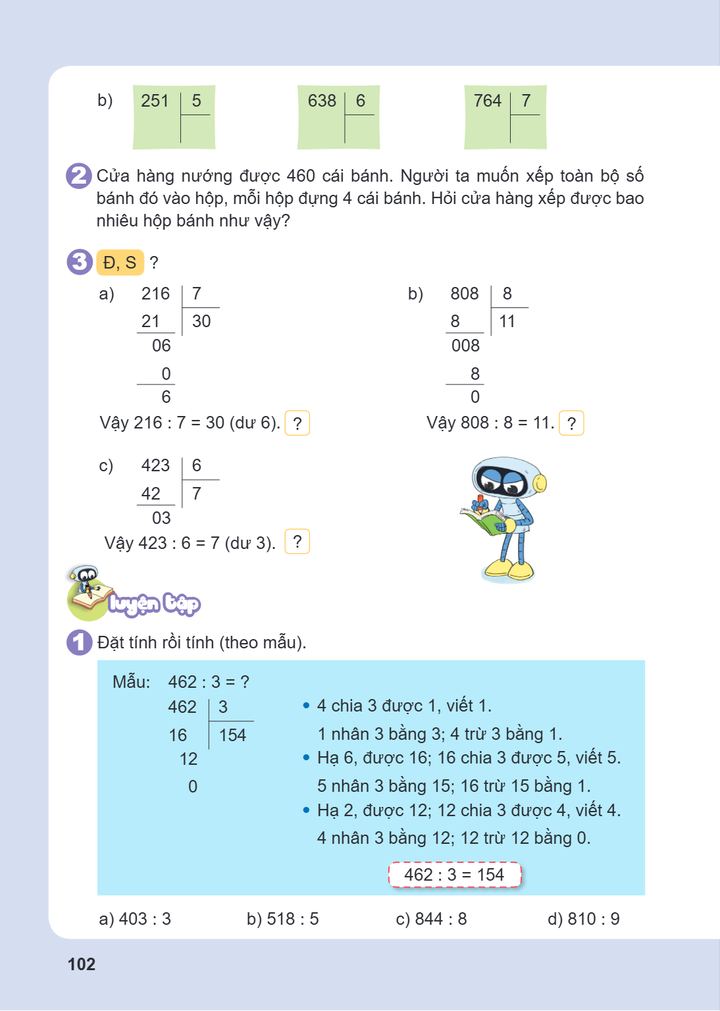 b) 251 5 638 6 764 7
2 Cửa hàng nướng được 460 cái bánh. Người ta muốn xếp toàn bộ số
bánh đó vào hộp, mỗi hộp đựng 4 cái bánh. Hỏi cửa hàng xếp được bao
nhiêu hộp bánh như vậy?
3 Đ, S ?
a) 216 7
21 30
06
0
6
Vậy 216 : 7 = 30 (dư 6). ?
b) 808 8
8 11
008
8
0
Vậy 808 : 8 = 11. ?
c) 423 6
42 7
03
Vậy 423 : 6 = 7 (dư 3). ?
Luyện tập
1 Đặt tính rồi tính (theo mẫu).
Mẫu: 462 : 3 = ?
462 3
16 154
12
0
• 4 chia 3 được 1, viết 1.
1 nhân 3 bằng 3; 4 trừ 3 bằng 1.
• Hạ 6, được 16; 16 chia 3 được 5, viết 5.
5 nhân 3 bằng 15; 16 trừ 15 bằng 1.
• Hạ 2, được 12; 12 chia 3 được 4, viết 4.
4 nhân 3 bằng 12; 12 trừ 12 bằng 0.
462 : 3 = 154
a) 403 : 3 b) 518 : 5 c) 844 : 8 d) 810 : 9
102